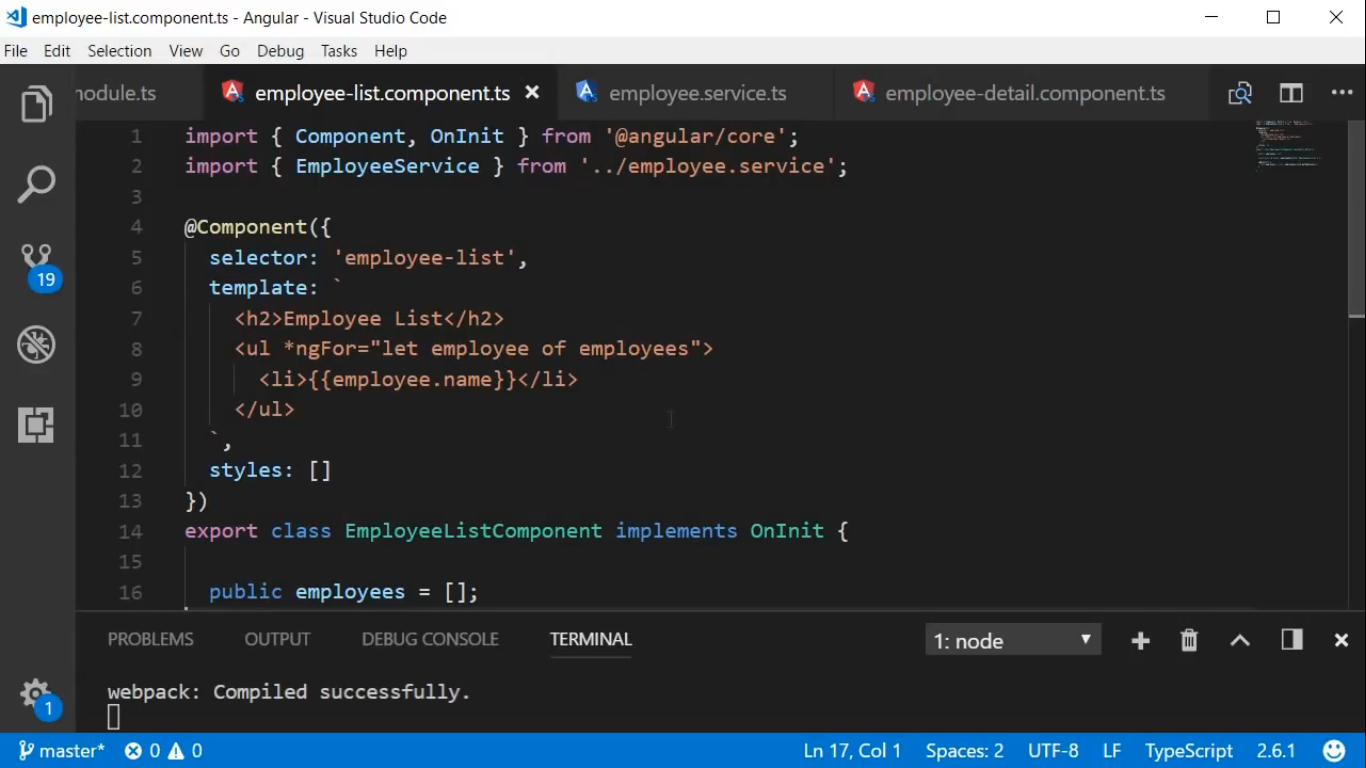 employee-list.component.ts - Angular - Visual Studio Code
File Edit Selection View Go Debug Tasks Help
module.ts employee-list.component.ts employee.service.ts employee-detail.component.ts
1 import { Component, OnInit } from '@angular/core';
2 import { EmployeeService } from '../employee.service';
3
4 @Component({
5 selector: 'employee-list',
6 template: `
7 <h2>Employee List</h2>
8 <ul *ngFor="let employee of employees">
9 <li>{{employee.name}}</li>
10 </ul>
11 `,
12 styles: []
13 })
14 export class EmployeeListComponent implements OnInit {
15
16 public employees = [];
19
PROBLEMS OUTPUT DEBUG CONSOLE TERMINAL 1: node
webpack: Compiled successfully.
1
master* 0 0 Ln 17, Col 1 Spaces: 2 UTF-8 LF TypeScript 2.6.1